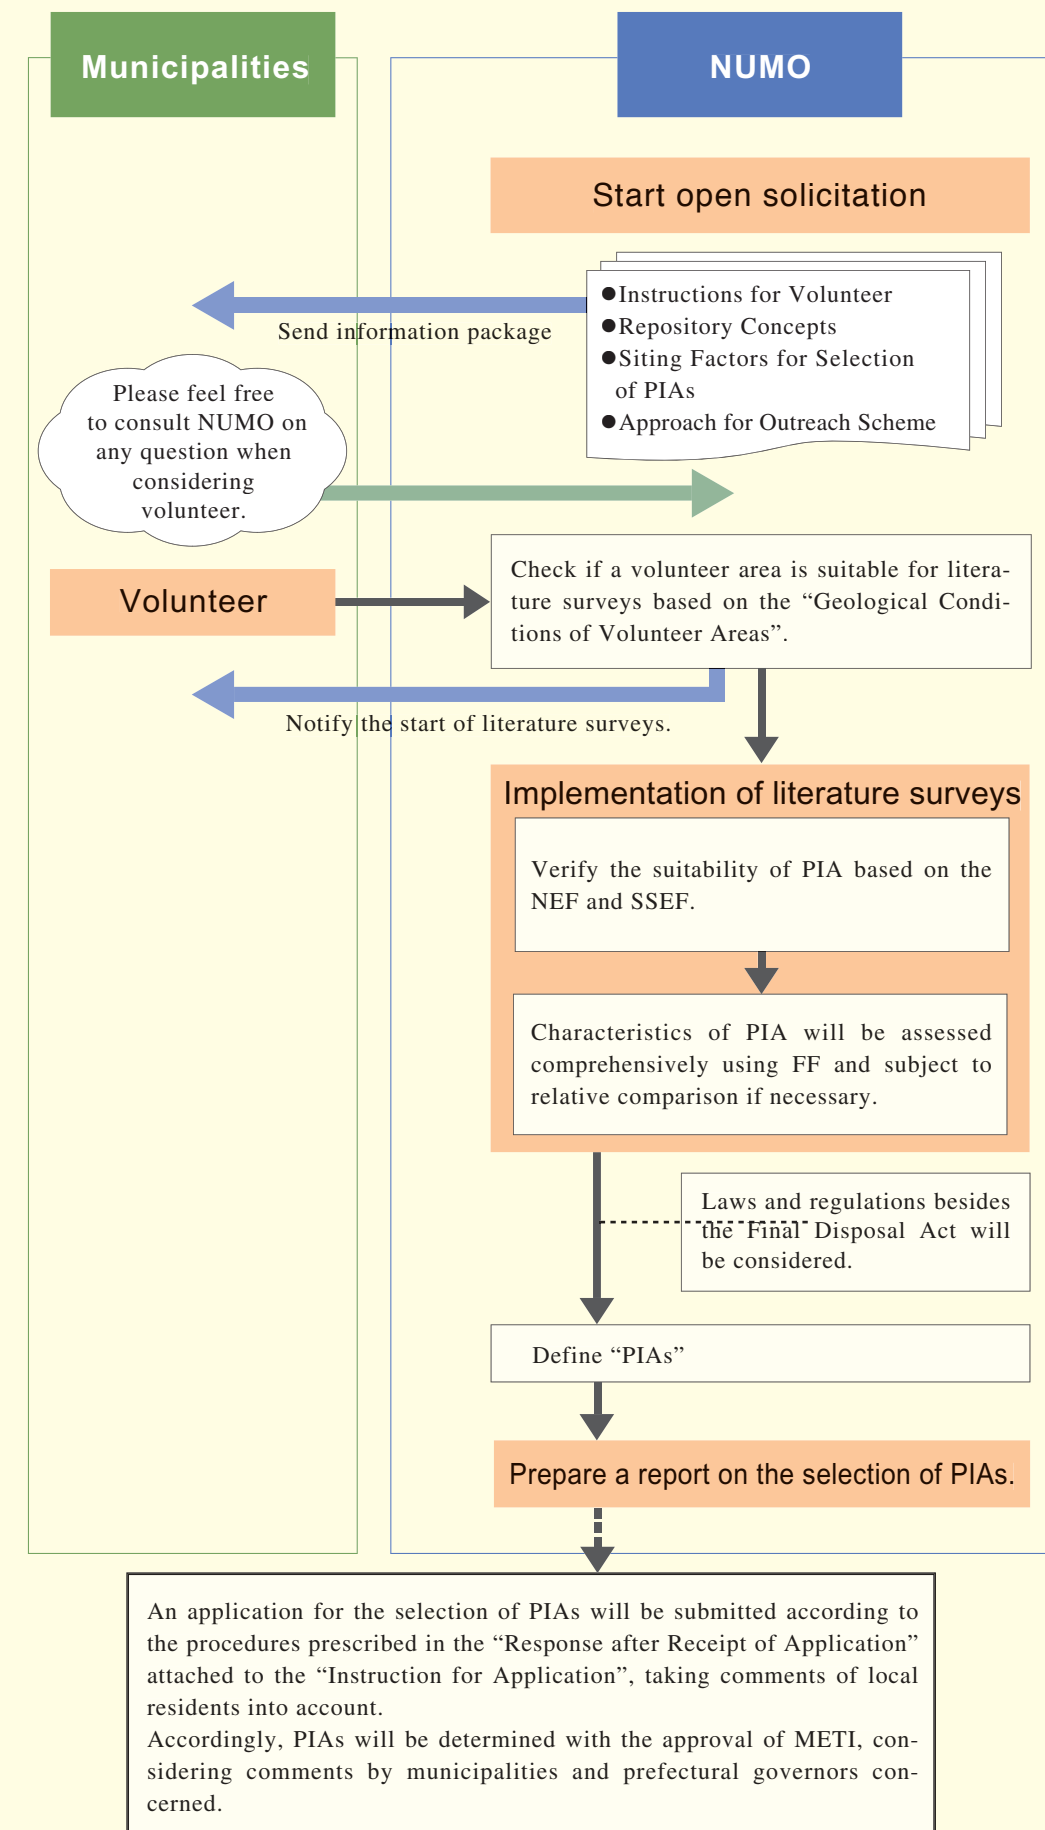 Municipalities
NUMO
Start open solicitation
●Instructions for Volunteer
●Repository Concepts
●Siting Factors for Selection
of PIAs
●Approach for Outreach Scheme
Send information package
Please feel free
to consult NUMO on
any question when
considering
volunteer.
Volunteer
Check if a volunteer area is suitable for litera-
ture surveys based on the “Geological Condi-
tions of Volunteer Areas”.
Notify the start of literature surveys.
Implementation of literature surveys
Verify the suitability of PIA based on the
NEF and SSEF.
Characteristics of PIA will be assessed
comprehensively using FF and subject to
relative comparison if necessary.
Laws and regulations besides
the Final Disposal Act will
be considered.
Define “PIAs”
Prepare a report on the selection of PIAs.
An application for the selection of PIAs will be submitted according to
the procedures prescribed in the “Response after Receipt of Application”
attached to the “Instruction for Application”, taking comments of local
residents into account.
Accordingly, PIAs will be determined with the approval of METI, con-
sidering comments by municipalities and prefectural governors con-
cerned.